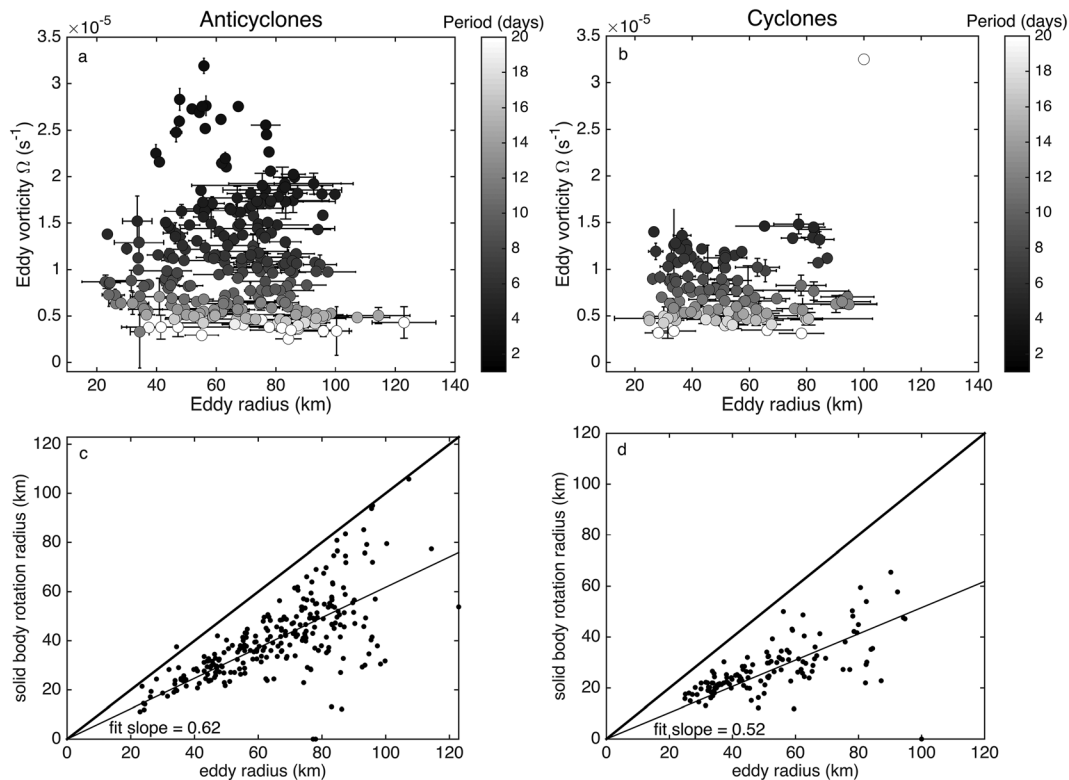 Anticyclones
Cyclones
×10⁻⁵
Period (days)
×10⁻⁵
Period (days)
a
3.5
3
2.5
2
1.5
1
0.5
0
Eddy vorticity Ω (s⁻¹)
20 40 60 80 100 120 140
Eddy radius (km)
20
18
16
14
12
10
8
6
4
2
b
3.5
3
2.5
2
1.5
1
0.5
0
Eddy vorticity Ω (s⁻¹)
20 40 60 80 100 120 140
Eddy radius (km)
20
18
16
14
12
10
8
6
4
2
c
120
100
80
60
40
20
0
solid body rotation radius (km)
fit slope = 0.62
0 20 40 60 80 100 120
eddy radius (km)
d
120
100
80
60
40
20
0
solid body rotation radius (km)
fit slope = 0.52
0 20 40 60 80 100 120
eddy radius (km)